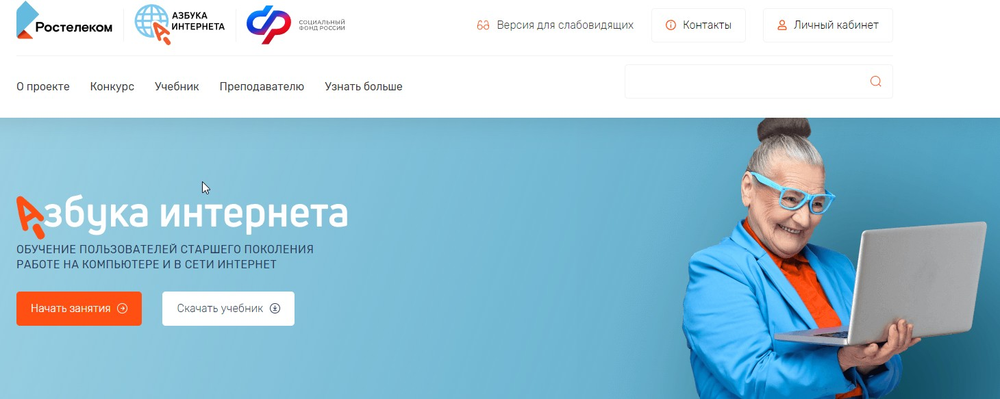 Ростелеком
АЗБУКА
ИНТЕРНЕТА
СОЦИАЛЬНЫЙ
ФОНД РОССИИ
Версия для слабовидящих
Контакты
Личный кабинет
О проекте
Конкурс
Учебник
Преподавателю
Узнать больше
Азбука интернета
ОБУЧЕНИЕ ПОЛЬЗОВАТЕЛЕЙ СТАРШЕГО ПОКОЛЕНИЯ
РАБОТЕ НА КОМПЬЮТЕРЕ И В СЕТИ ИНТЕРНЕТ
Начать занятия
Скачать учебник